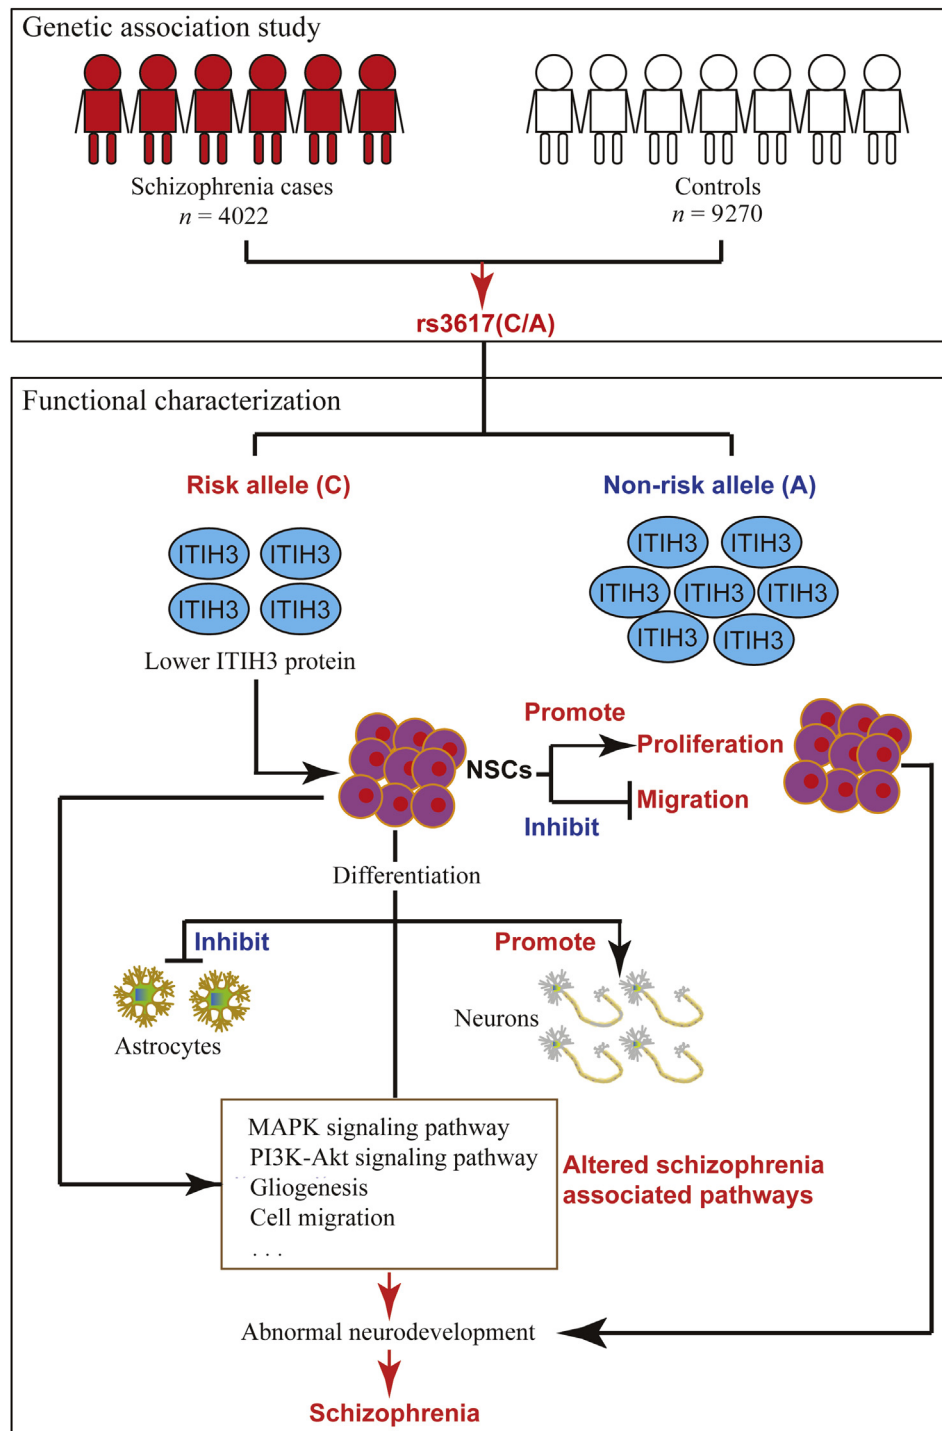 Genetic association study
Schizophrenia cases
n = 4022
Controls
n = 9270
rs3617(C/A)
Functional characterization
Risk allele (C)
Non-risk allele (A)
ITIH3 ITIH3
ITIH3 ITIH3
Lower ITIH3 protein
ITIH3 ITIH3
ITIH3 ITIH3 ITIH3
ITIH3 ITIH3
Promote
NSCs
Proliferation
Migration
Inhibit
Differentiation
Inhibit
Promote
Astrocytes
Neurons
MAPK signaling pathway
PI3K-Akt signaling pathway
Gliogenesis
Cell migration
. . .
Altered schizophrenia
associated pathways
Abnormal neurodevelopment
Schizophrenia